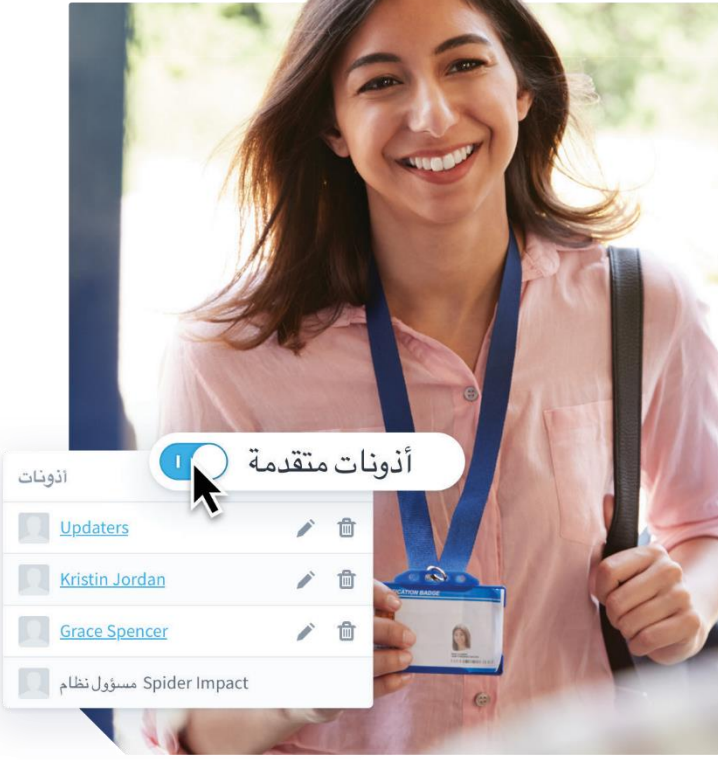 أذونات متقدمة
أذونات
Updaters
Kristin Jordan
Grace Spencer
Spider Impact مسؤول نظام